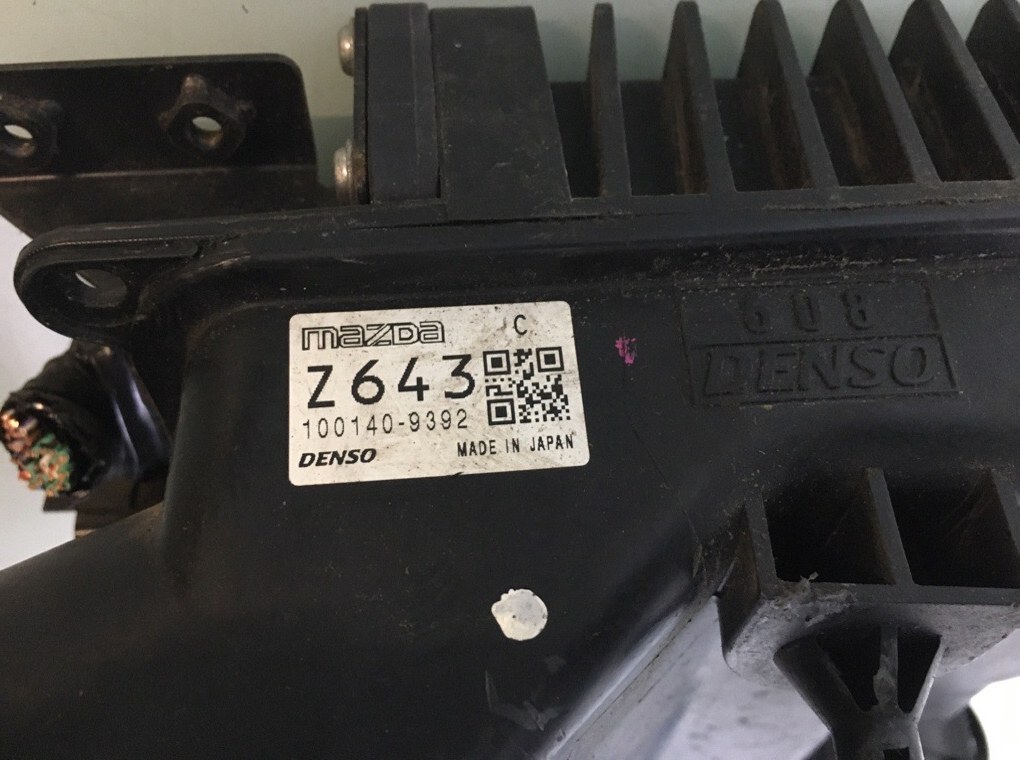 mazda C
Z643
100140-9392
DENSO MADE IN JAPAN
608
DENSO